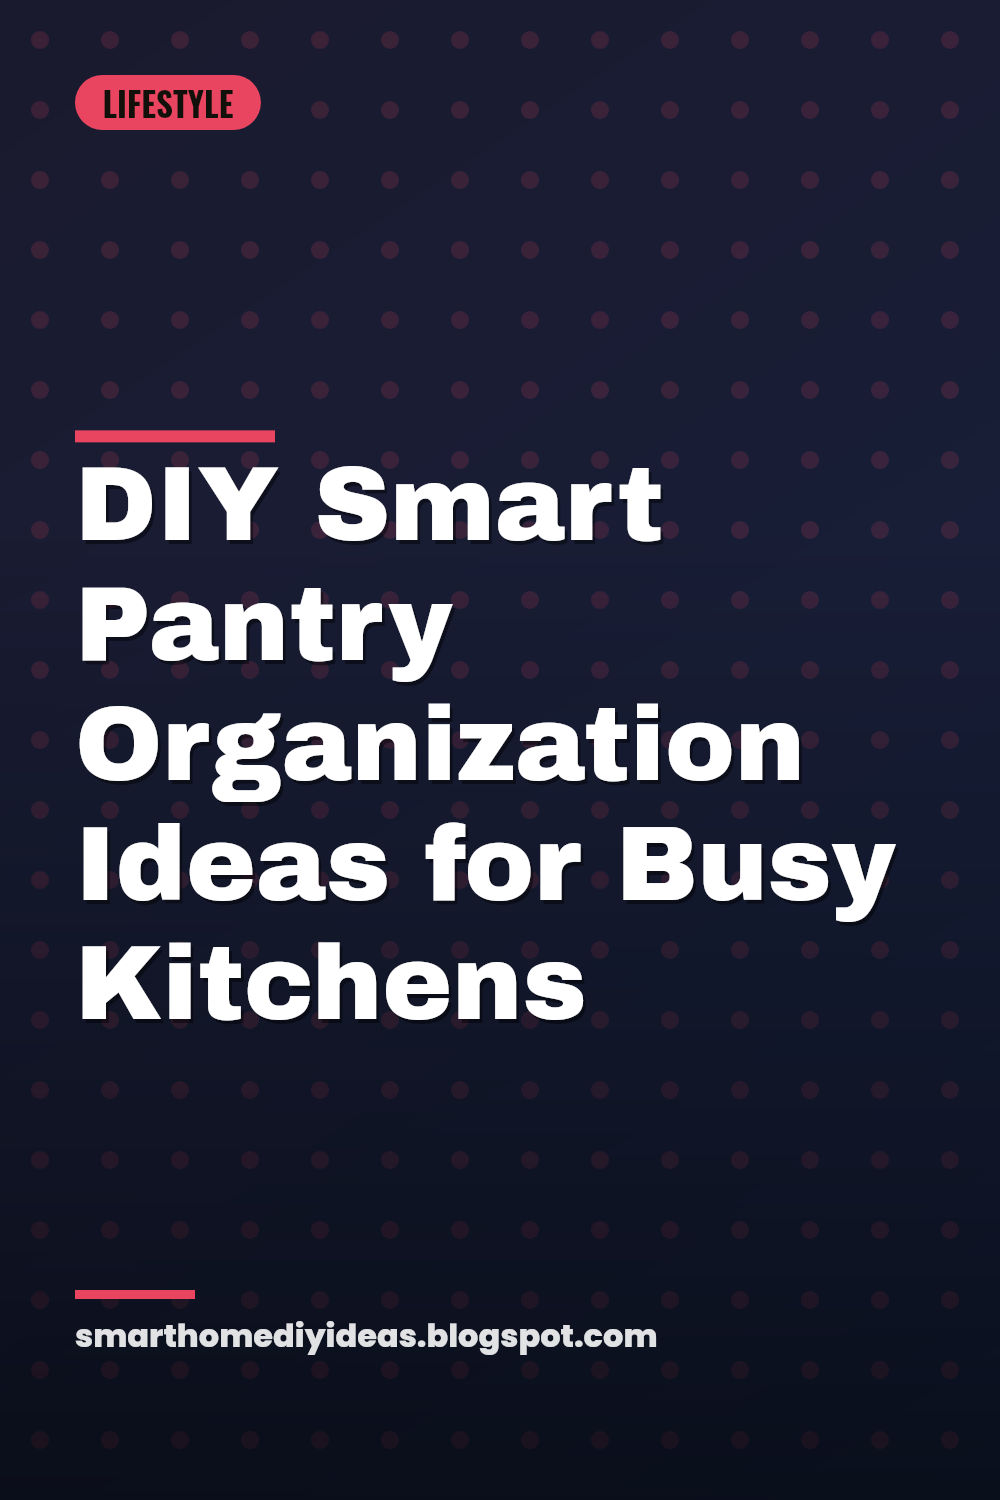 LIFESTYLE
DIY Smart
Pantry
Organization
Ideas for Busy
Kitchens
smarthomediyideas.blogspot.com